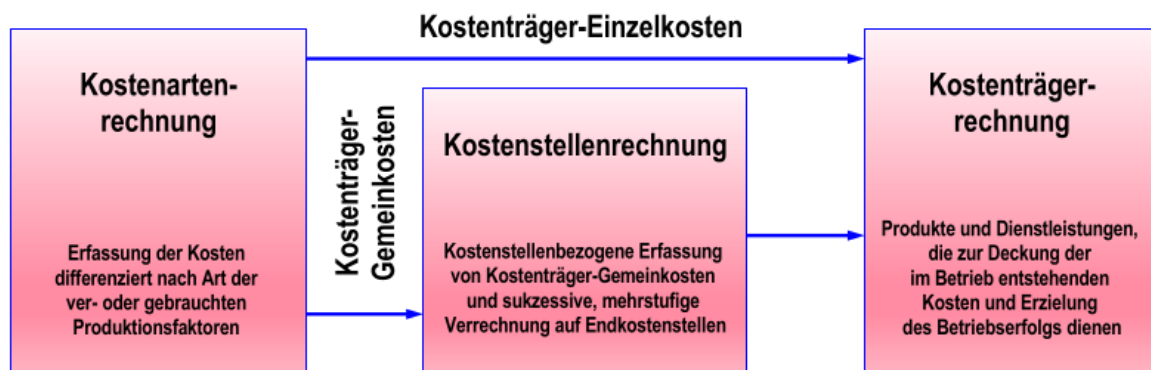 Kostenträger-Einzelkosten
Kostenarten-
rechnung
Erfassung der Kosten
differenziert nach Art der
ver- oder gebrauchten
Produktionsfaktoren
Kostenträger-
Gemeinkosten
Kostenstellenrechnung
Kostenstellenbezogene Erfassung
von Kostenträger-Gemeinkosten
und sukzessive, mehrstufige
Verrechnung auf Endkostenstellen
Kostenträger-
rechnung
Produkte und Dienstleistungen,
die zur Deckung der
im Betrieb entstehenden
Kosten und Erzielung
des Betriebserfolgs dienen